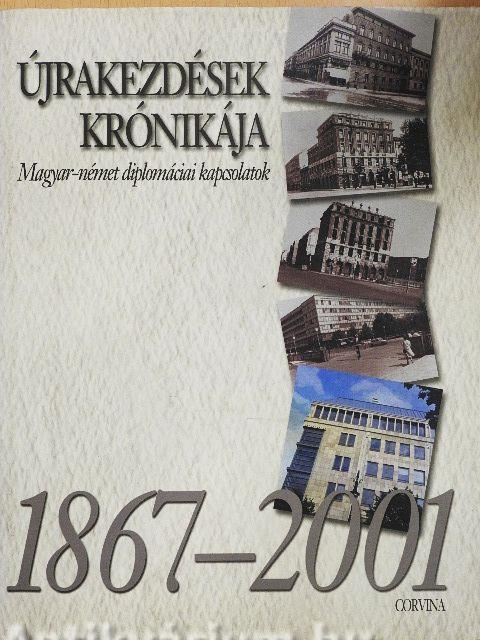 ÚJRAKEZDÉSEK
KRÓNIKÁJA
Magyar-német diplomáciai kapcsolatok
1867–2001
CORVINA